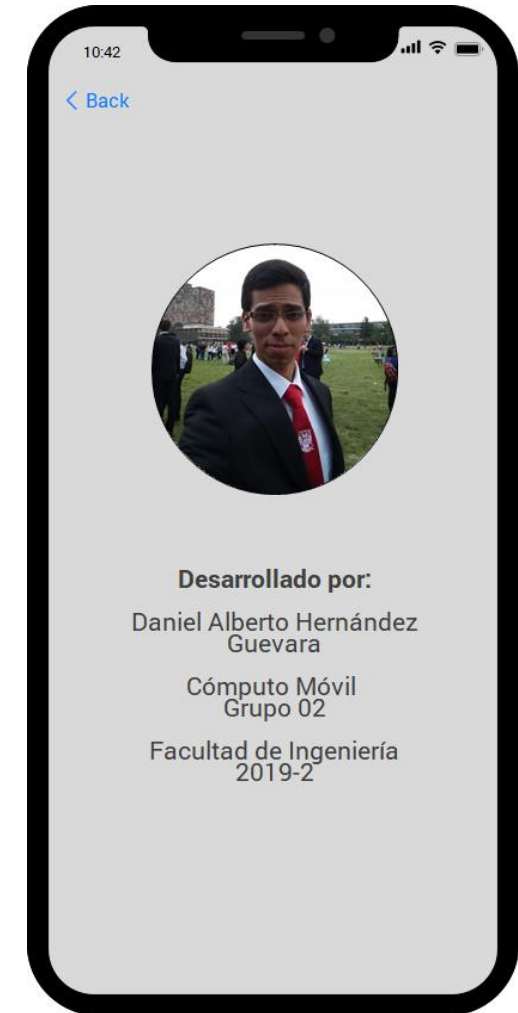 10:42
Back
Desarrollado por:
Daniel Alberto Hernández
Guevara
Cómputo Móvil
Grupo 02
Facultad de Ingeniería
2019-2